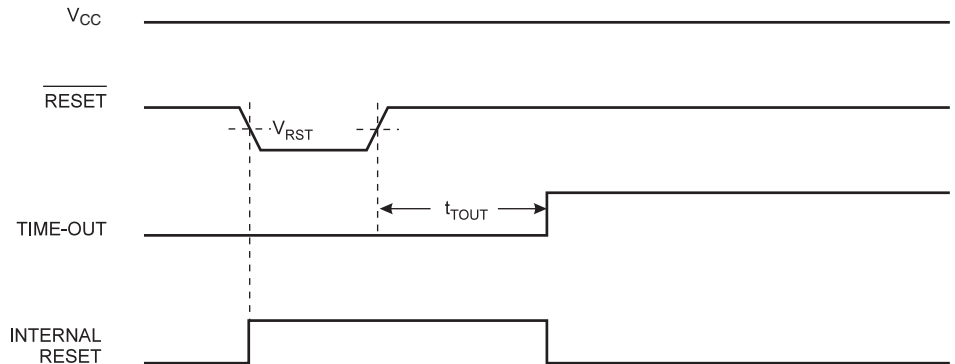 VCC
RESET
VRST
tTOUT
TIME-OUT
INTERNAL
RESET